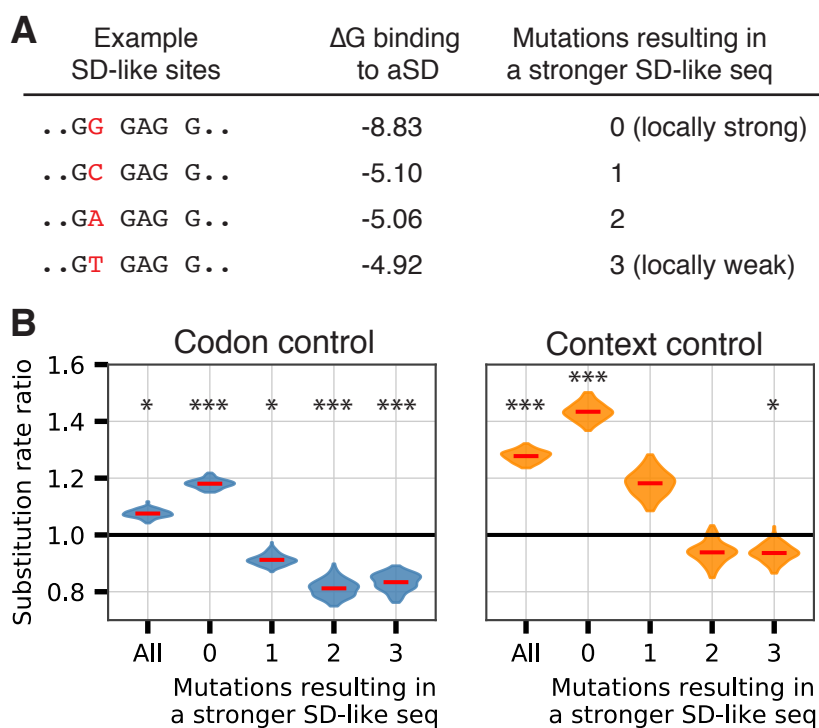 A
Example
SD-like sites
ΔG binding
to aSD
Mutations resulting in
a stronger SD-like seq
..GG GAG G.. -8.83 0 (locally strong)
..GC GAG G.. -5.10 1
..GA GAG G.. -5.06 2
..GT GAG G.. -4.92 3 (locally weak)
B
Codon control
Context control
Substitution rate ratio
1.6
1.4
1.2
1.0
0.8
* *** * *** ***
*** *** *
All 0 1 2 3
All 0 1 2 3
Mutations resulting in
a stronger SD-like seq
Mutations resulting in
a stronger SD-like seq